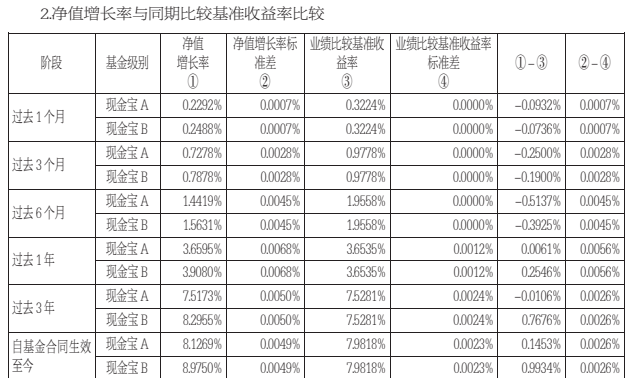 2.净值增长率与同期比较基准收益率比较
阶段 基金级别 净值增长率① 净值增长率标准差② 业绩比较基准收益率③ 业绩比较基准收益率标准差④ ①-③ ②-④
过去1个月 现金宝A 0.2292% 0.0007% 0.3224% 0.0000% -0.0932% 0.0007%
现金宝B 0.2488% 0.0007% 0.3224% 0.0000% -0.0736% 0.0007%
过去3个月 现金宝A 0.7278% 0.0028% 0.9778% 0.0000% -0.2500% 0.0028%
现金宝B 0.7878% 0.0028% 0.9778% 0.0000% -0.1900% 0.0028%
过去6个月 现金宝A 1.4419% 0.0045% 1.9558% 0.0000% -0.5137% 0.0045%
现金宝B 1.5631% 0.0045% 1.9558% 0.0000% -0.3925% 0.0045%
过去1年 现金宝A 3.6595% 0.0068% 3.6535% 0.0012% 0.0061% 0.0056%
现金宝B 3.9080% 0.0068% 3.6535% 0.0012% 0.2546% 0.0056%
过去3年 现金宝A 7.5173% 0.0050% 7.5281% 0.0024% -0.0106% 0.0026%
现金宝B 8.2955% 0.0050% 7.5281% 0.0024% 0.7676% 0.0026%
自基金合同生效至今 现金宝A 8.1269% 0.0049% 7.9818% 0.0023% 0.1453% 0.0026%
现金宝B 8.9750% 0.0049% 7.9818% 0.0023% 0.9934% 0.0026%